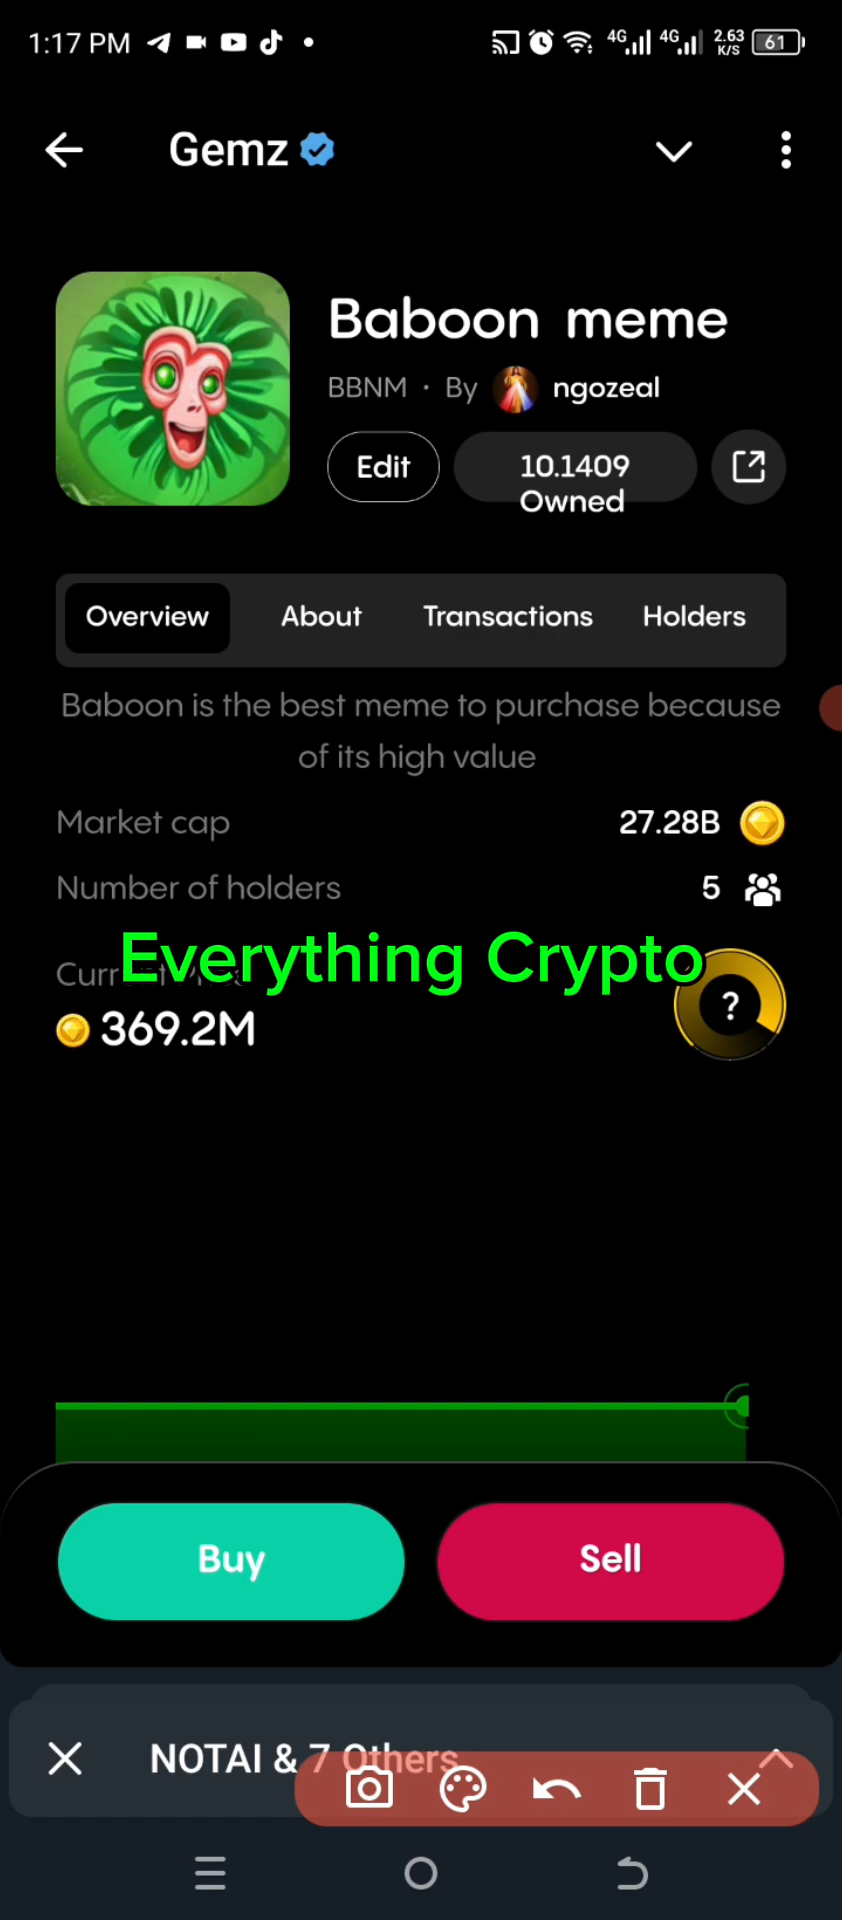 1:17 PM
4G 4G 2.63 K/S 61
Gemz
Baboon meme
BBNM · By ngozeal
Edit
10.1409
Owned
Overview About Transactions Holders
Baboon is the best meme to purchase because
of its high value
Market cap 27.28B
Number of holders 5
Everything Crypto
369.2M
?
Buy Sell
NOTAI & 7 Others